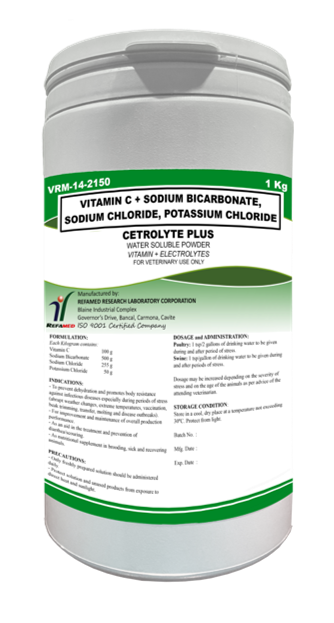 VRM-14-2150
1 Kg
VITAMIN C + SODIUM BICARBONATE,
SODIUM CHLORIDE, POTASSIUM CHLORIDE
CETROLYTE PLUS
WATER SOLUBLE POWDER
VITAMIN + ELECTROLYTES
FOR VETERINARY USE ONLY
Manufactured by:
REFAMED RESEARCH LABORATORY CORPORATION
Blaine Industrial Complex
Governor's Drive, Bancal, Carmona, Cavite
REFAMED ISO 9001 Certified Company
FORMULATION:
Each Kilogram contains:
Vitamin C 100 g
Sodium Bicarbonate 500 g
Sodium Chloride 255 g
Potassium Chloride 50 g
INDICATIONS:
- To prevent dehydration and promotes body resistance
against infectious diseases especially during periods of stress
(abrupt weather changes, extreme temperatures, vaccination,
beak trimming, transfer, molting and disease outbreaks).
- For improvement and maintenance of overall production
performance.
- As an aid in the treatment and prevention of
diarrhea/scouring.
- As nutritional supplement in breeding, sick and recovering
animals.
PRECAUTIONS:
- Only freshly prepared solution should be administered
daily.
- Protect solution and unused products from exposure to
direct heat and sunlight.
DOSAGE and ADMINISTRATION:
Poultry: 1 tsp/2 gallons of drinking water to be given
during and after period of stress.
Swine: 1 tsp/gallon of drinking water to be given during
and after periods of stress.
Dosage may be increased depending on the severity of
stress and on the age of the animals as per advice of the
attending veterinarian.
STORAGE CONDITION:
Store in a cool, dry place at a temperature not exceeding
30°C. Protect from light.
Batch No. :
Mfg. Date :
Exp. Date :